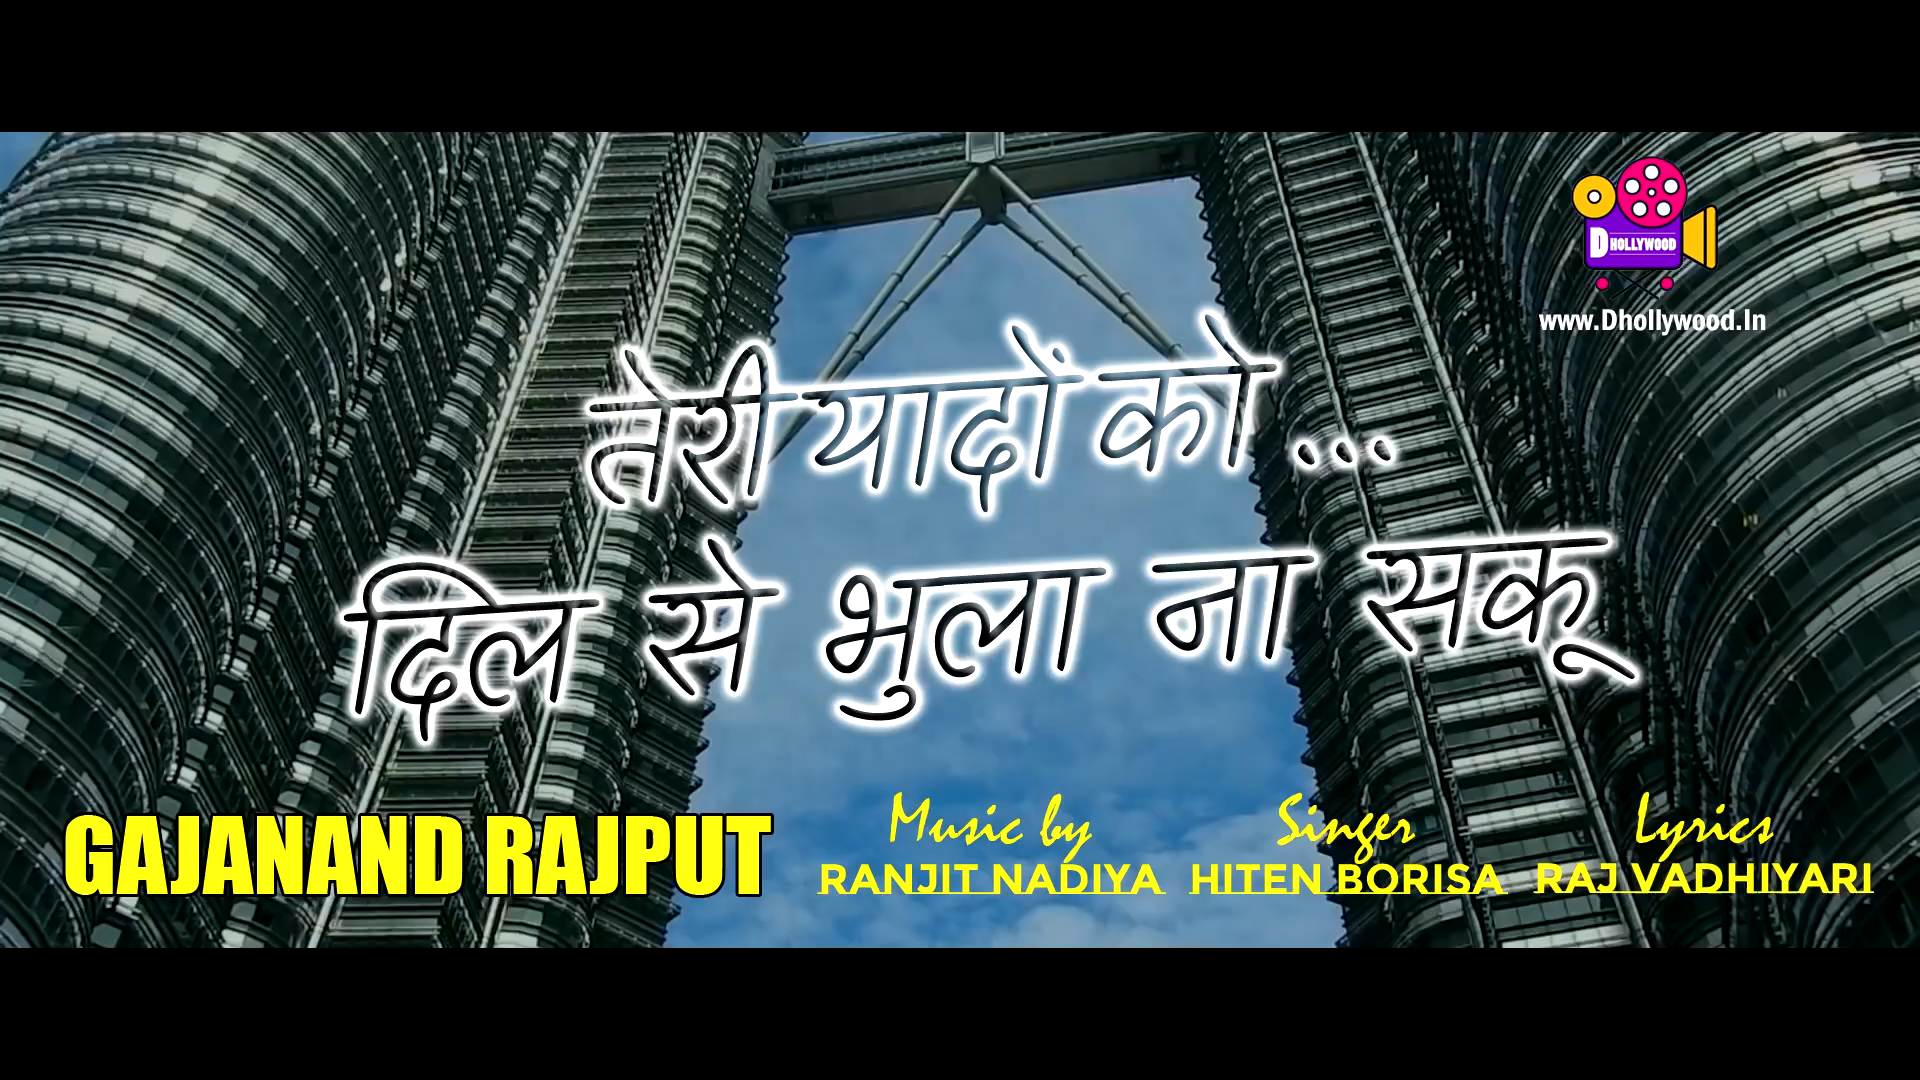 DHOLLYWOOD
www.Dhollywood.In
तेरी यादों को ...
दिल से भुला ना सकू
GAJANAND RAJPUT
Music by
RANJIT NADIYA
Singer
HITEN BORISA
Lyrics
RAJ VADHIYARI